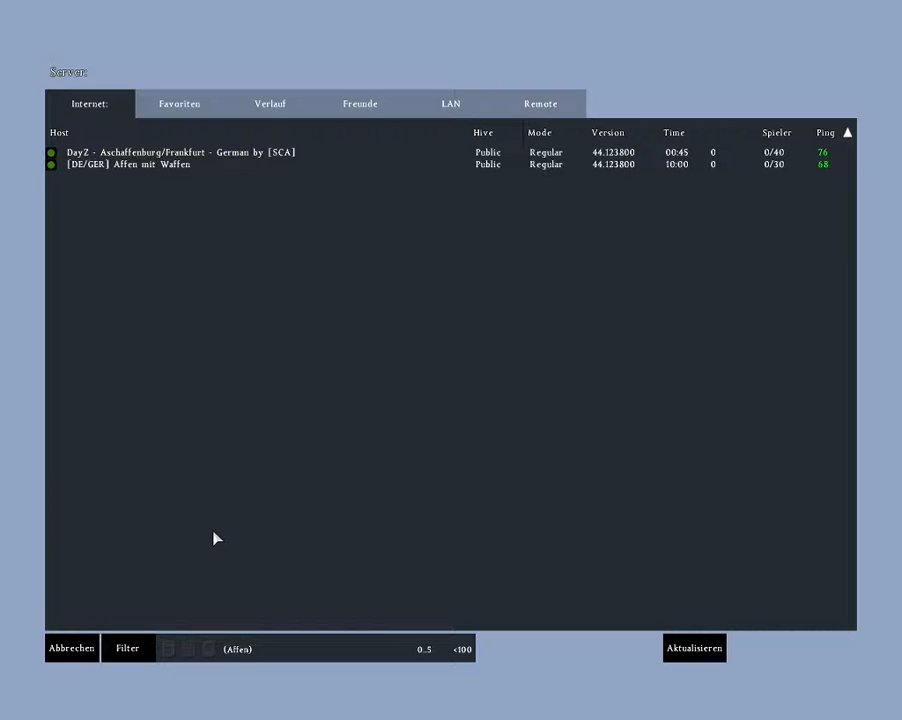 Server:
Internet: Favoriten Verlauf Freunde LAN Remote
Host Hive Mode Version Time Spieler Ping
DayZ - Aschaffenburg/Frankfurt - German by [SCA] Public Regular 44.123800 00:45 0 0/40 76
[DE/GER] Affen mit Waffen Public Regular 44.123800 10:00 0 0/30 68
Abbrechen Filter (Affen) 0..5 <100 Aktualisieren